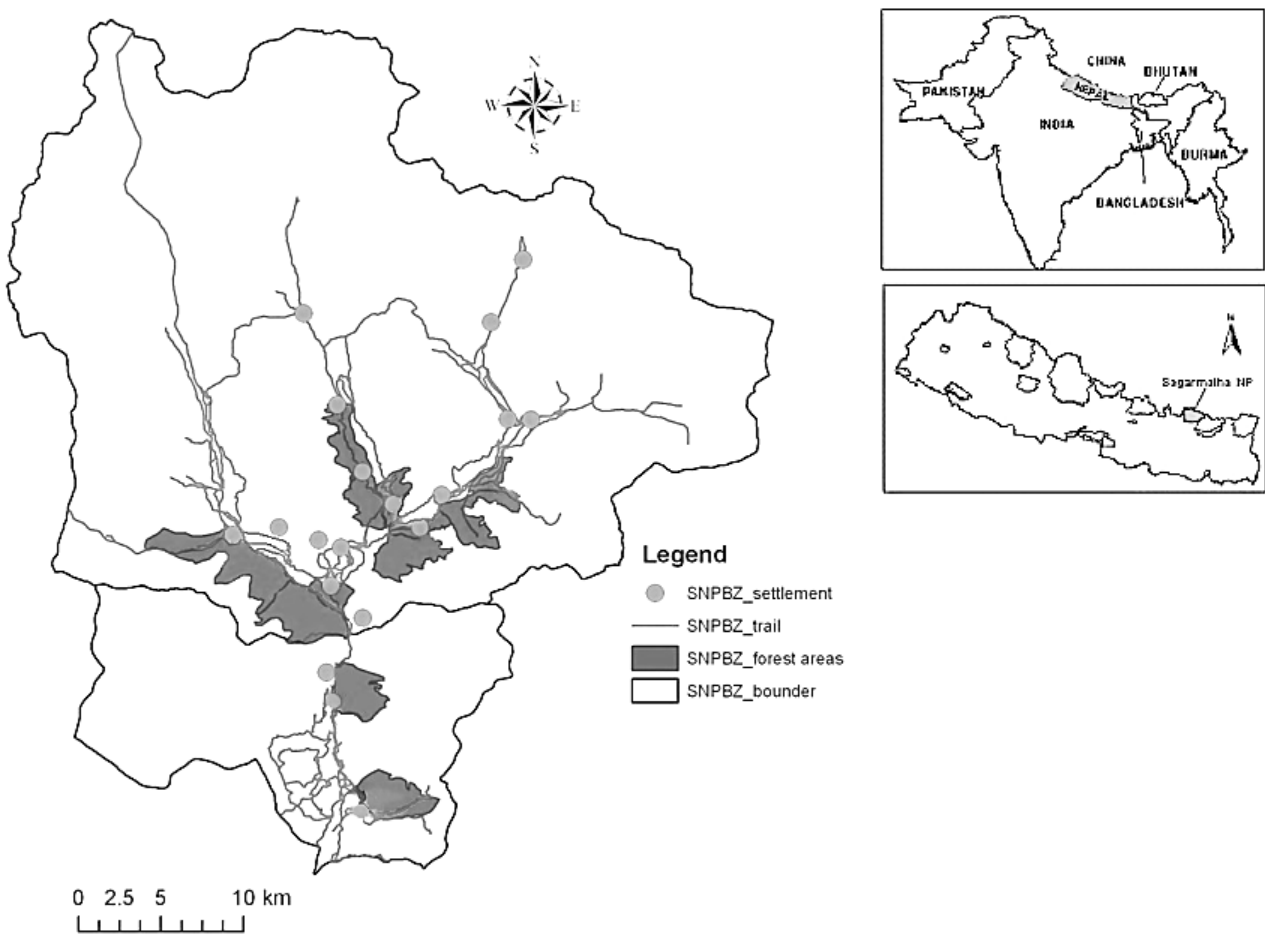 N
W E
S
Legend
SNPBZ_settlement
SNPBZ_trail
SNPBZ_forest areas
SNPBZ_bounder
0 2.5 5 10 km
CHINA
BHUTAN
PAKISTAN
NEPAL
INDIA
BURMA
BANGLADESH
N
Sagarmatha NP